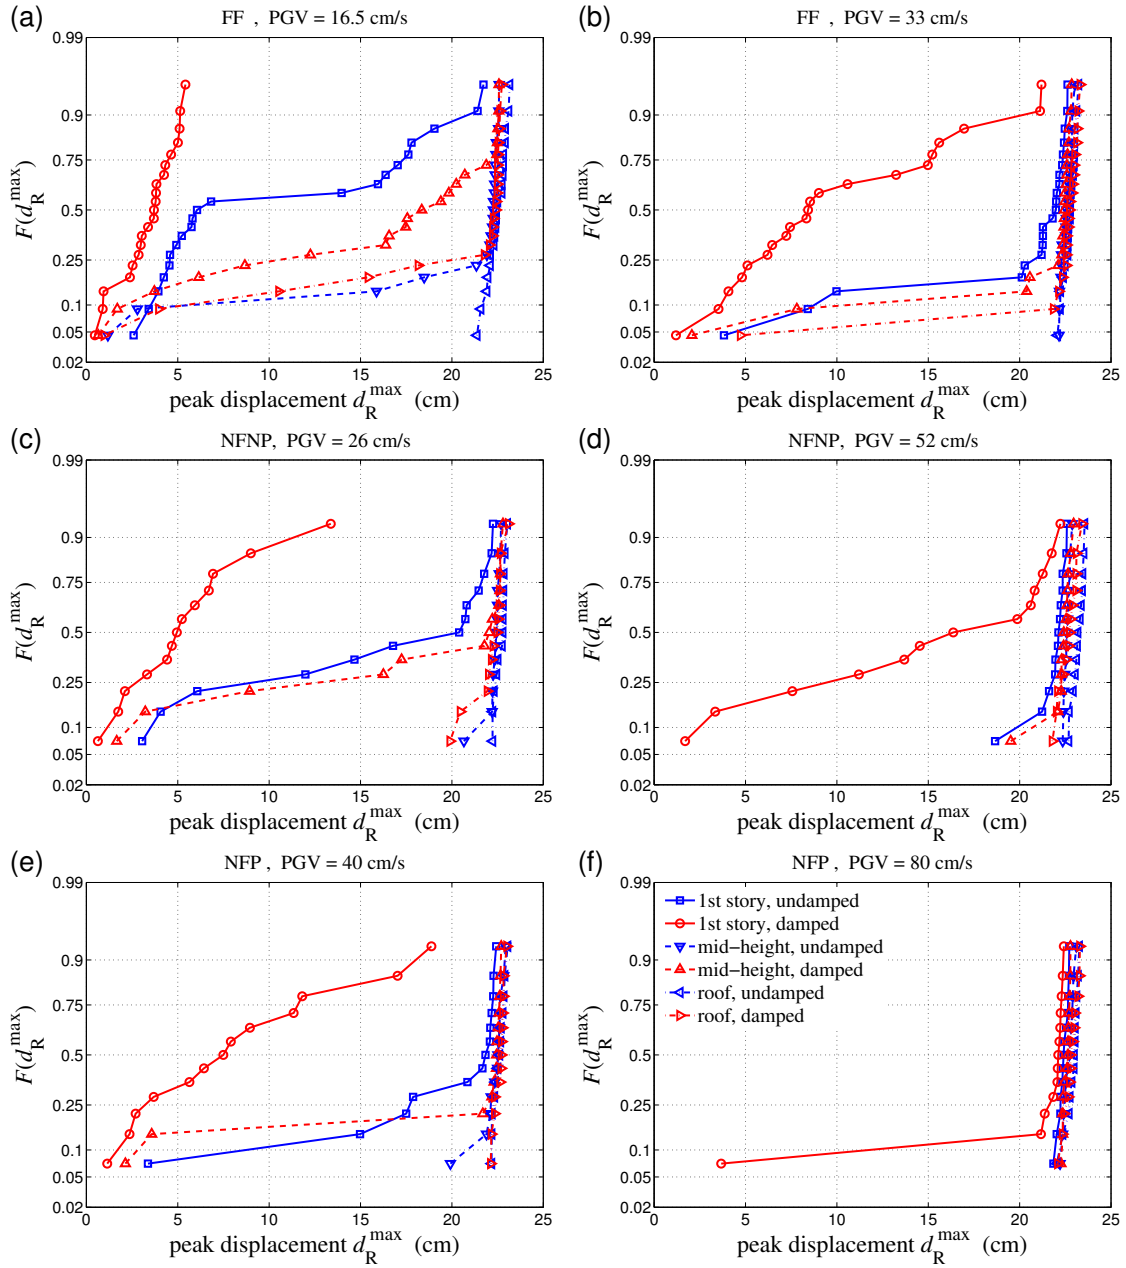 (a) FF , PGV = 16.5 cm/s
0.99
0.9
0.75
0.5
0.25
0.1
0.05
0.02
F(d_R^max)
0 5 10 15 20 25
peak displacement d_R^max (cm)
(b) FF , PGV = 33 cm/s
0.99
0.9
0.75
0.5
0.25
0.1
0.05
0.02
F(d_R^max)
0 5 10 15 20 25
peak displacement d_R^max (cm)
(c) NFNP, PGV = 26 cm/s
0.99
0.9
0.75
0.5
0.25
0.1
0.05
0.02
F(d_R^max)
0 5 10 15 20 25
peak displacement d_R^max (cm)
(d) NFNP, PGV = 52 cm/s
0.99
0.9
0.75
0.5
0.25
0.1
0.05
0.02
F(d_R^max)
0 5 10 15 20 25
peak displacement d_R^max (cm)
(e) NFP , PGV = 40 cm/s
0.99
0.9
0.75
0.5
0.25
0.1
0.05
0.02
F(d_R^max)
0 5 10 15 20 25
peak displacement d_R^max (cm)
(f) NFP , PGV = 80 cm/s
0.99
0.9
0.75
0.5
0.25
0.1
0.05
0.02
F(d_R^max)
1st story, undamped
1st story, damped
mid−height, undamped
mid−height, damped
roof, undamped
roof, damped
0 5 10 15 20 25
peak displacement d_R^max (cm)